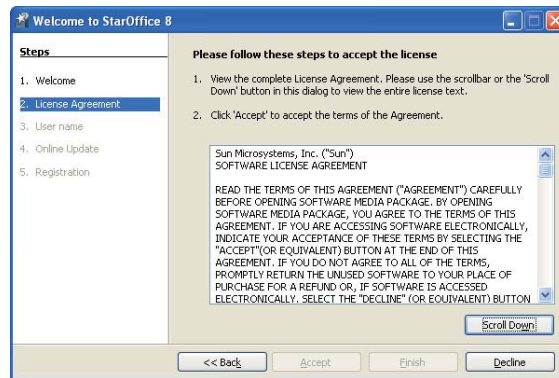 Welcome to StarOffice 8
Steps
1. Welcome
2. License Agreement
3. User name
4. Online Update
5. Registration
Please follow these steps to accept the license
1. View the complete License Agreement. Please use the scrollbar or the 'Scroll
Down' button in this dialog to view the entire license text.
2. Click 'Accept' to accept the terms of the Agreement.
Sun Microsystems, Inc. ("Sun")
SOFTWARE LICENSE AGREEMENT
READ THE TERMS OF THIS AGREEMENT ("AGREEMENT") CAREFULLY
BEFORE OPENING SOFTWARE MEDIA PACKAGE. BY OPENING
SOFTWARE MEDIA PACKAGE, YOU AGREE TO THE TERMS OF THIS
AGREEMENT. IF YOU ARE ACCESSING SOFTWARE ELECTRONICALLY,
INDICATE YOUR ACCEPTANCE OF THESE TERMS BY SELECTING THE
"ACCEPT"(OR EQUIVALENT) BUTTON AT THE END OF THIS
AGREEMENT. IF YOU DO NOT AGREE TO ALL OF THE TERMS,
PROMPTLY RETURN THE UNUSED SOFTWARE TO YOUR PLACE OF
PURCHASE FOR A REFUND OR, IF SOFTWARE IS ACCESSED
ELECTRONICALLY, SELECT THE "DECLINE" (OR EQUIVALENT) BUTTON
Scroll Down
<< Back
Accept
Finish
Decline